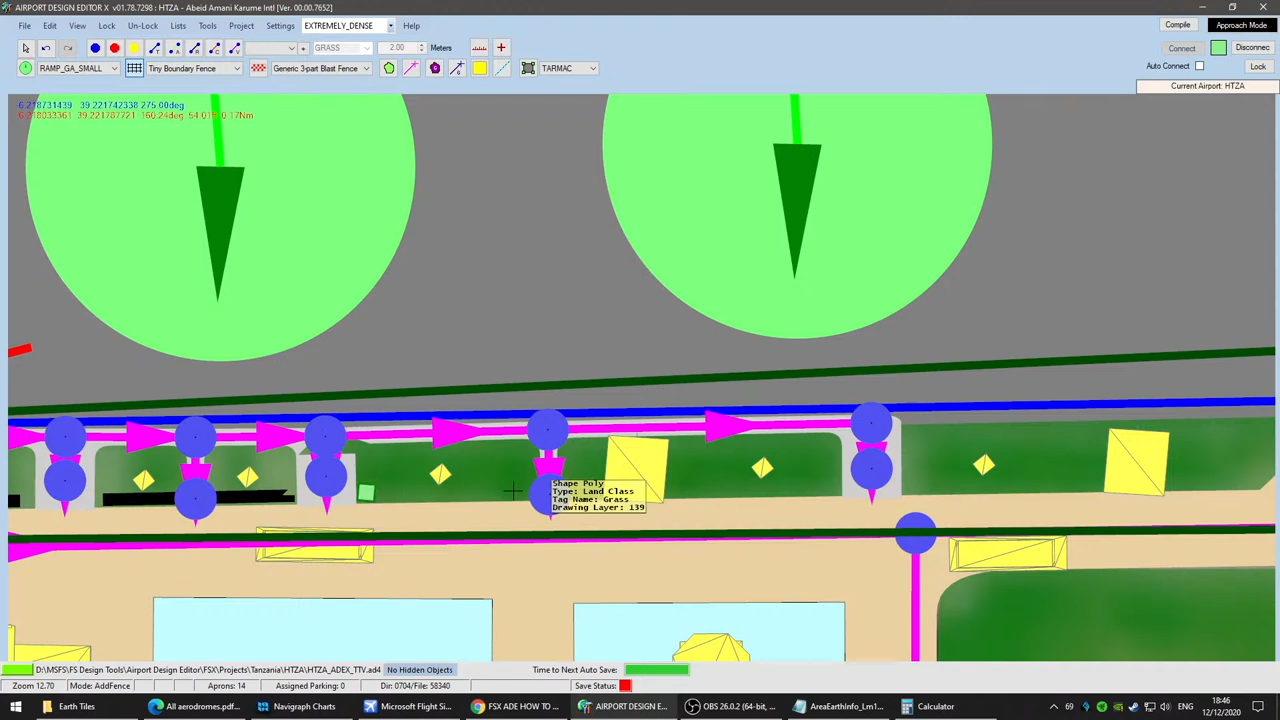 AIRPORT DESIGN EDITOR X v01.78.7298 : HTZA - Abeid Amani Karume Intl [Ver. 00.00.7652]
File Edit View Lock Un-Lock Lists Tools Project Settings EXTREMELY_DENSE Help
Compile Approach Mode
GRASS 2.00 Meters
Connect Disconnect
RAMP_GA_SMALL Tiny Boundary Fence Generic 3-part Blast Fence TARMAC
Auto Connect Lock
Current Airport: HTZA
-6.218731439 39.221742338 275.00deg
Shape Poly
Type: Land Class
Tag Name: Grass
Drawing Layer: 139
D:\MSFS\FS Design Tools\Airport Design Editor\FSX\Projects\Tanzania\HTZA\HTZA_ADEX_TTV.ad4 No Hidden Objects Time to Next Auto Save:
Zoom 12.70 Mode: AddFence Aprons: 14 Assigned Parking: 0 Dir: 0704/File: 58340 Save Status:
Earth Tiles All aerodromes.pdf... Navigraph Charts Microsoft Flight Si... FSX ADE HOW TO ... AIRPORT DESIGN E... OBS 26.0.2 (64-bit, ... AreaEarthInfo_Lm1... Calculator 69 ENG 18:46
12/12/2020